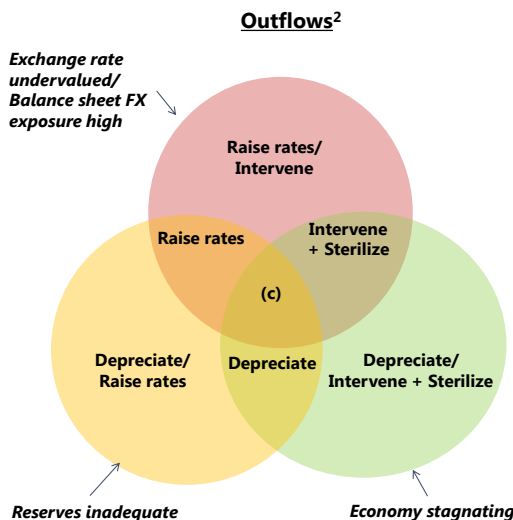 Outflows²
Exchange rate
undervalued/
Balance sheet FX
exposure high
Raise rates/
Intervene
Raise rates
Intervene
+ Sterilize
(c)
Depreciate/
Raise rates
Depreciate
Depreciate/
Intervene + Sterilize
Reserves inadequate
Economy stagnating